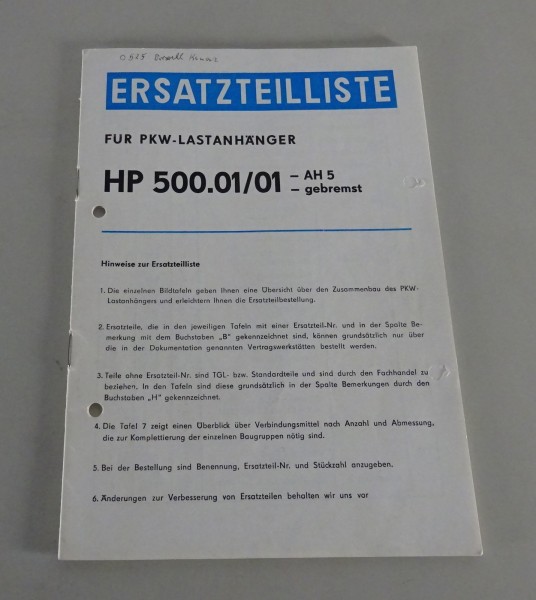 ERSATZTEILLISTE
FÜR PKW-LASTANHÄNGER
HP 500.01/01 – AH 5
– gebremst
Hinweise zur Ersatzteilliste
1. Die einzelnen Bildtafeln geben Ihnen eine Übersicht über den Zusammenbau des PKW-
Lastanhängers und erleichtern Ihnen die Ersatzteilbestellung.
2. Ersatzteile, die in den jeweiligen Tafeln mit einer Ersatzteil-Nr. und in der Spalte Be-
merkung mit dem Buchstaben „B" gekennzeichnet sind, können grundsätzlich nur über
die in der Dokumentation genannten Vertragswerkstätten bestellt werden.
3. Teile ohne Ersatzteil-Nr. sind TGL- bzw. Standardteile und sind durch den Fachhandel zu
beziehen. In den Tafeln sind diese grundsätzlich in der Spalte Bemerkungen durch den
Buchstaben „H" gekennzeichnet.
4. Die Tafel 7 zeigt einen Überblick über Verbindungsmittel nach Anzahl und Abmessung,
die zur Komplettierung der einzelnen Baugruppen nötig sind.
5. Bei der Bestellung sind Benennung, Ersatzteil-Nr. und Stückzahl anzugeben.
6. Änderungen zur Verbesserung von Ersatzteilen behalten wir uns vor